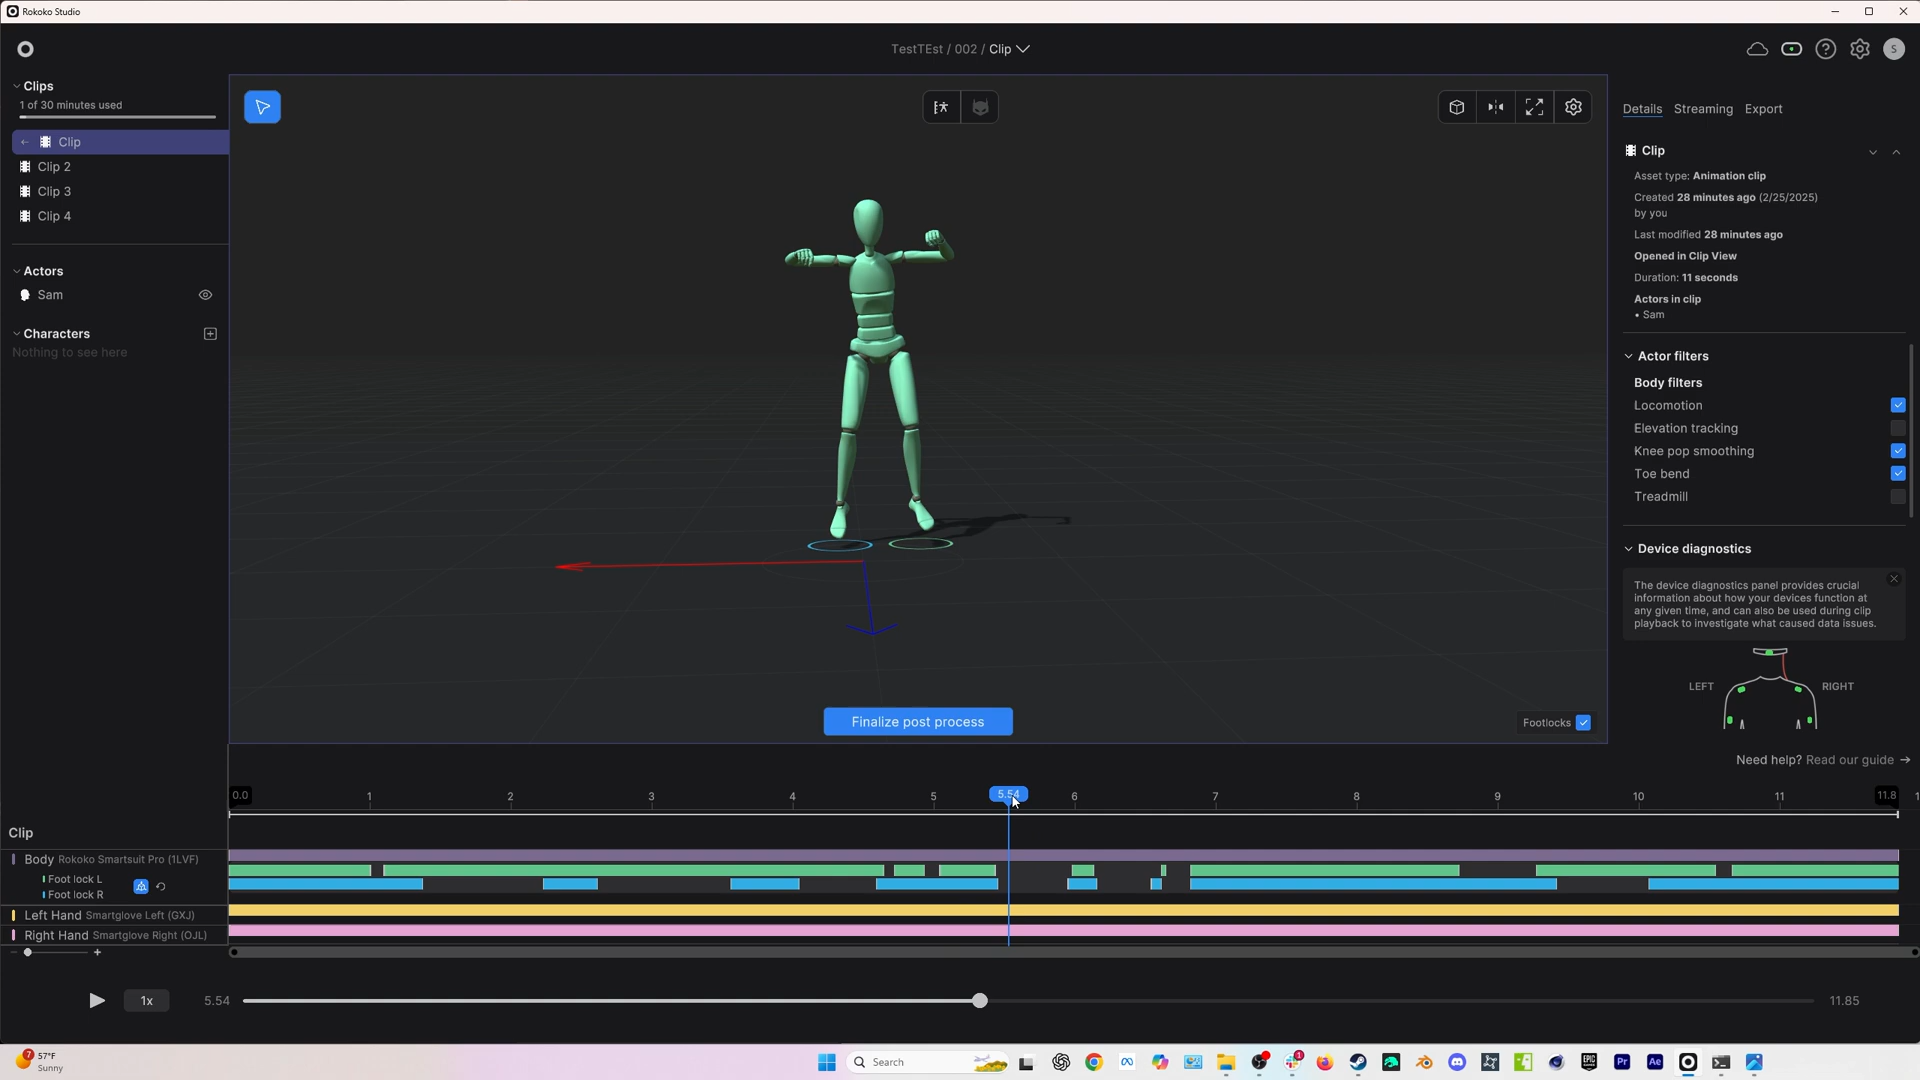 Rokoko Studio
TestTEst / 002 / Clip
S
Clips
1 of 30 minutes used
Clip
Clip 2
Clip 3
Clip 4
Actors
Sam
Characters
Nothing to see here
Details Streaming Export
Clip
Asset type: Animation clip
Created 28 minutes ago (2/25/2025)
by you
Last modified 28 minutes ago
Opened in Clip View
Duration: 11 seconds
Actors in clip
• Sam
Actor filters
Body filters
Locomotion
Elevation tracking
Knee pop smoothing
Toe bend
Treadmill
Device diagnostics
The device diagnostics panel provides crucial
information about how your devices function at
any given time, and can also be used during clip
playback to investigate what caused data issues.
LEFT RIGHT
Need help? Read our guide →
Finalize post process
Footlocks
0.0 1 2 3 4 5 5.54 6 7 8 9 10 11 11.8 1
Clip
Body Rokoko Smartsuit Pro (1LVF)
Foot lock L
Foot lock R
Left Hand Smartglove Left (GXJ)
Right Hand Smartglove Right (OJL)
- +
1x 5.54 11.85
7 57°F
Sunny
Search
1
EPIC
GAMES
Pr
Ae